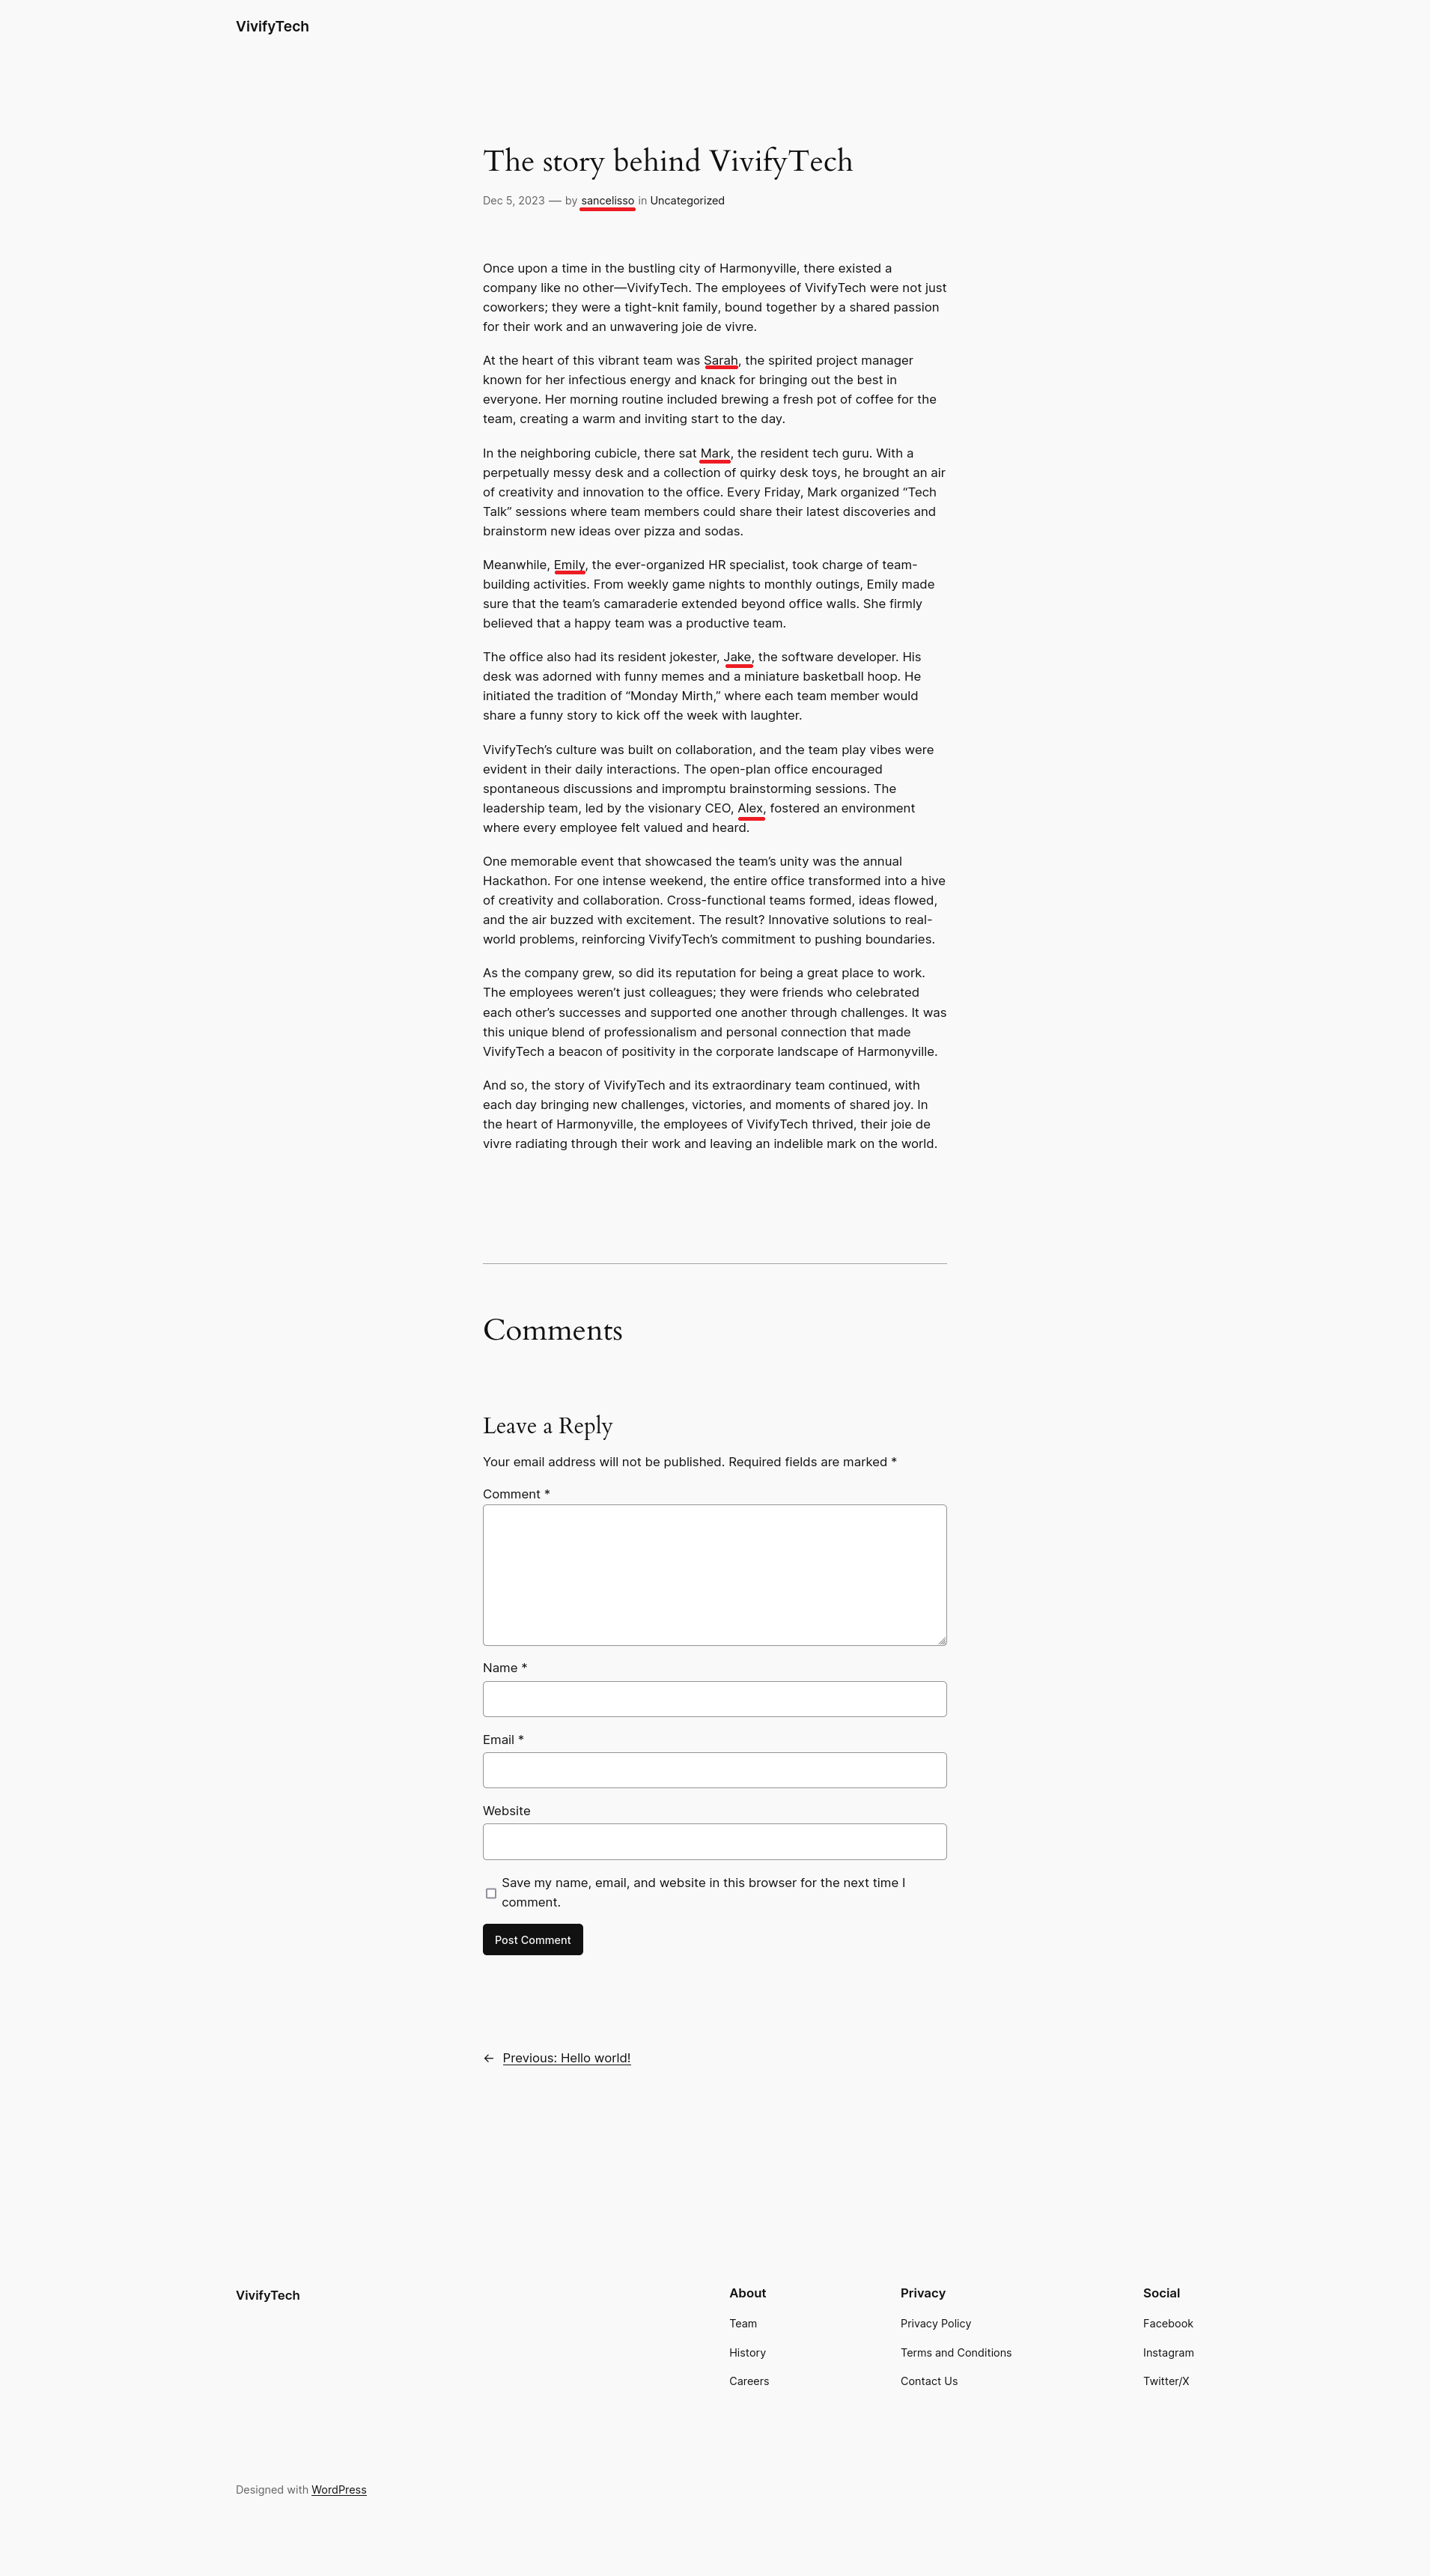 VivifyTech
The story behind VivifyTech
Dec 5, 2023 — by sancelisso in Uncategorized
Once upon a time in the bustling city of Harmonyville, there existed a
company like no other—VivifyTech. The employees of VivifyTech were not just
coworkers; they were a tight-knit family, bound together by a shared passion
for their work and an unwavering joie de vivre.
At the heart of this vibrant team was Sarah, the spirited project manager
known for her infectious energy and knack for bringing out the best in
everyone. Her morning routine included brewing a fresh pot of coffee for the
team, creating a warm and inviting start to the day.
In the neighboring cubicle, there sat Mark, the resident tech guru. With a
perpetually messy desk and a collection of quirky desk toys, he brought an air
of creativity and innovation to the office. Every Friday, Mark organized “Tech
Talk” sessions where team members could share their latest discoveries and
brainstorm new ideas over pizza and sodas.
Meanwhile, Emily, the ever-organized HR specialist, took charge of team-
building activities. From weekly game nights to monthly outings, Emily made
sure that the team’s camaraderie extended beyond office walls. She firmly
believed that a happy team was a productive team.
The office also had its resident jokester, Jake, the software developer. His
desk was adorned with funny memes and a miniature basketball hoop. He
initiated the tradition of “Monday Mirth,” where each team member would
share a funny story to kick off the week with laughter.
VivifyTech’s culture was built on collaboration, and the team play vibes were
evident in their daily interactions. The open-plan office encouraged
spontaneous discussions and impromptu brainstorming sessions. The
leadership team, led by the visionary CEO, Alex, fostered an environment
where every employee felt valued and heard.
One memorable event that showcased the team’s unity was the annual
Hackathon. For one intense weekend, the entire office transformed into a hive
of creativity and collaboration. Cross-functional teams formed, ideas flowed,
and the air buzzed with excitement. The result? Innovative solutions to real-
world problems, reinforcing VivifyTech’s commitment to pushing boundaries.
As the company grew, so did its reputation for being a great place to work.
The employees weren’t just colleagues; they were friends who celebrated
each other’s successes and supported one another through challenges. It was
this unique blend of professionalism and personal connection that made
VivifyTech a beacon of positivity in the corporate landscape of Harmonyville.
And so, the story of VivifyTech and its extraordinary team continued, with
each day bringing new challenges, victories, and moments of shared joy. In
the heart of Harmonyville, the employees of VivifyTech thrived, their joie de
vivre radiating through their work and leaving an indelible mark on the world.
Comments
Leave a Reply
Your email address will not be published. Required fields are marked *
Comment *
Name *
Email *
Website
Save my name, email, and website in this browser for the next time I
comment.
Post Comment
← Previous: Hello world!
VivifyTech
About
Team
History
Careers
Privacy
Privacy Policy
Terms and Conditions
Contact Us
Social
Facebook
Instagram
Twitter/X
Designed with WordPress